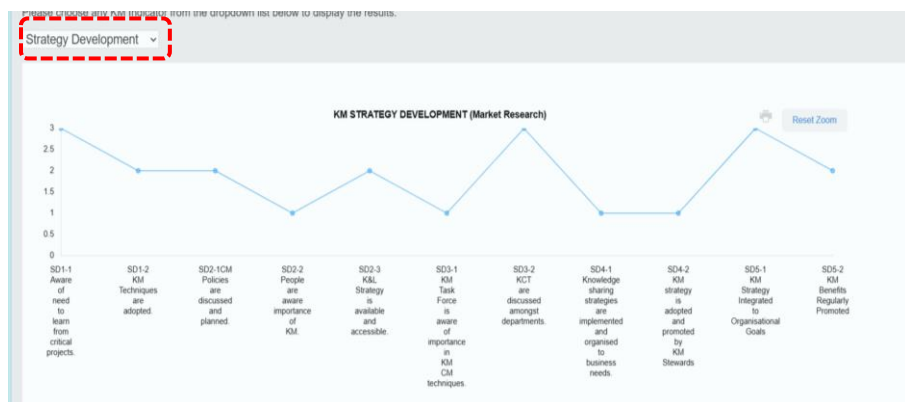 Please choose any KM indicator from the dropdown list below to display the results.
Strategy Development
KM STRATEGY DEVELOPMENT (Market Research)
Reset Zoom
3
2.5
2
1.5
1
0.5
0
SD1-1
Aware
of
need
to
learn
from
critical
projects.
SD1-2
KM
Techniques
are
adopted.
SD2-1CM
Policies
are
discussed
and
planned.
SD2-2
People
are
aware
importance
of
KM.
SD2-3
K&L
Strategy
is
available
and
accessible.
SD3-1
KM
Task
Force
is
aware
of
importance
in
KM
CM
techniques.
SD3-2
KCT
are
discussed
amongst
departments.
SD4-1
Knowledge
sharing
strategies
are
implemented
and
organised
to
business
needs.
SD4-2
KM
strategy
is
adopted
and
promoted
by
KM
Stewards
SD5-1
KM
Strategy
Integrated
to
Organisational
Goals
SD5-2
KM
Benefits
Regularly
Promoted